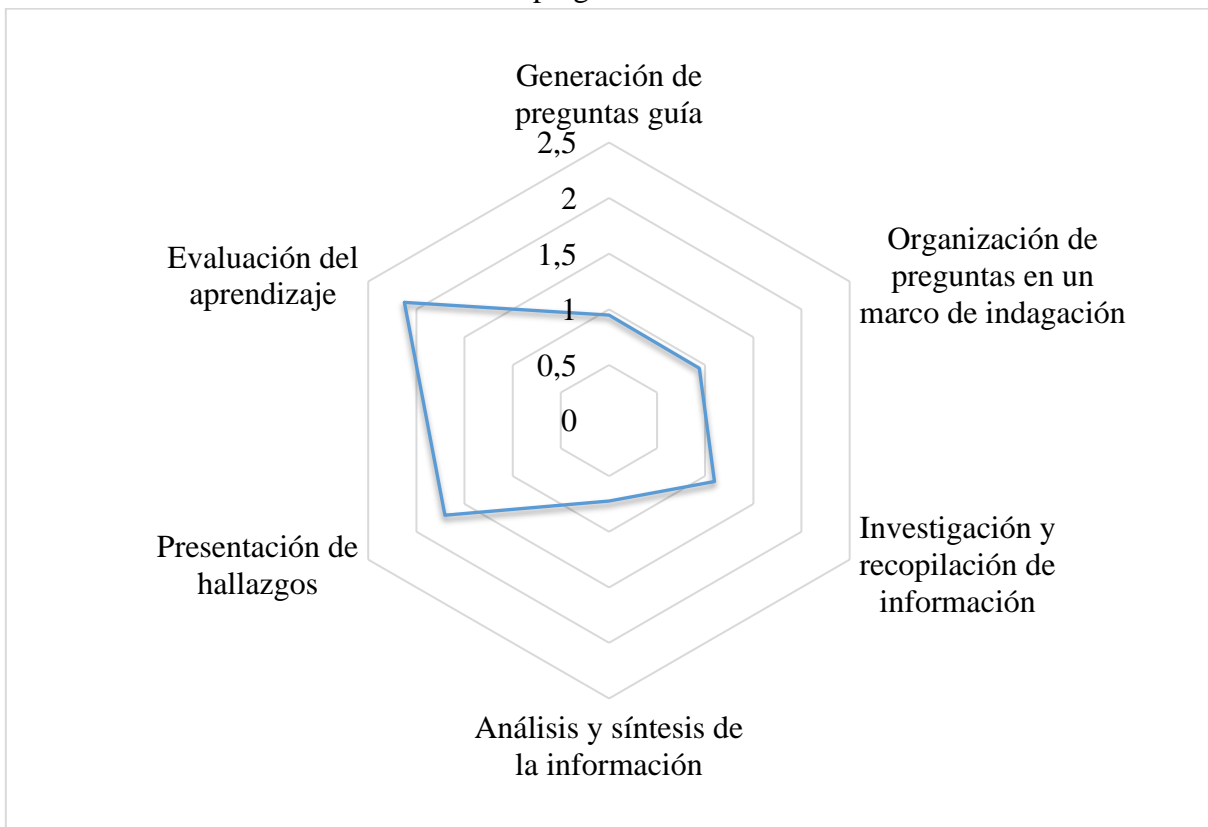 Generación de
preguntas guía
2,5
2
1,5
1
0,5
0
Organización de
preguntas en un
marco de indagación
Investigación y
recopilación de
información
Análisis y síntesis de
la información
Presentación de
hallazgos
Evaluación del
aprendizaje